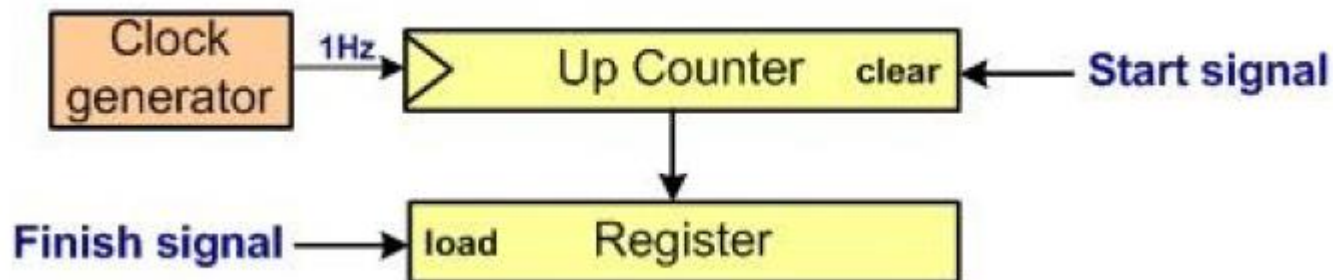 Clock
generator
1Hz
Up Counter
clear
Start signal
Finish signal
load
Register